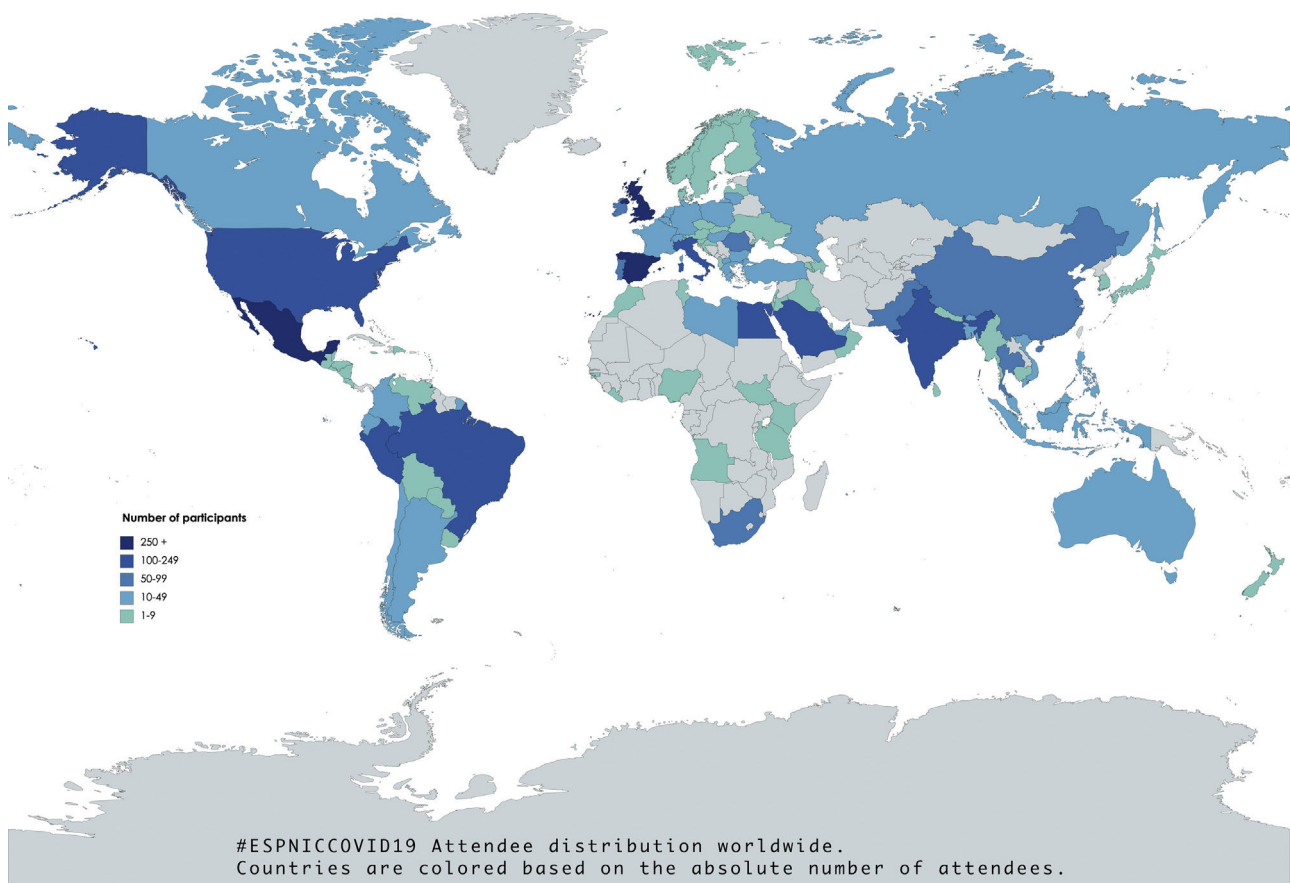 Number of participants
250 +
100-249
50-99
10-49
1-9
#ESPNICCOVID19 Attendee distribution worldwide.
Countries are colored based on the absolute number of attendees.